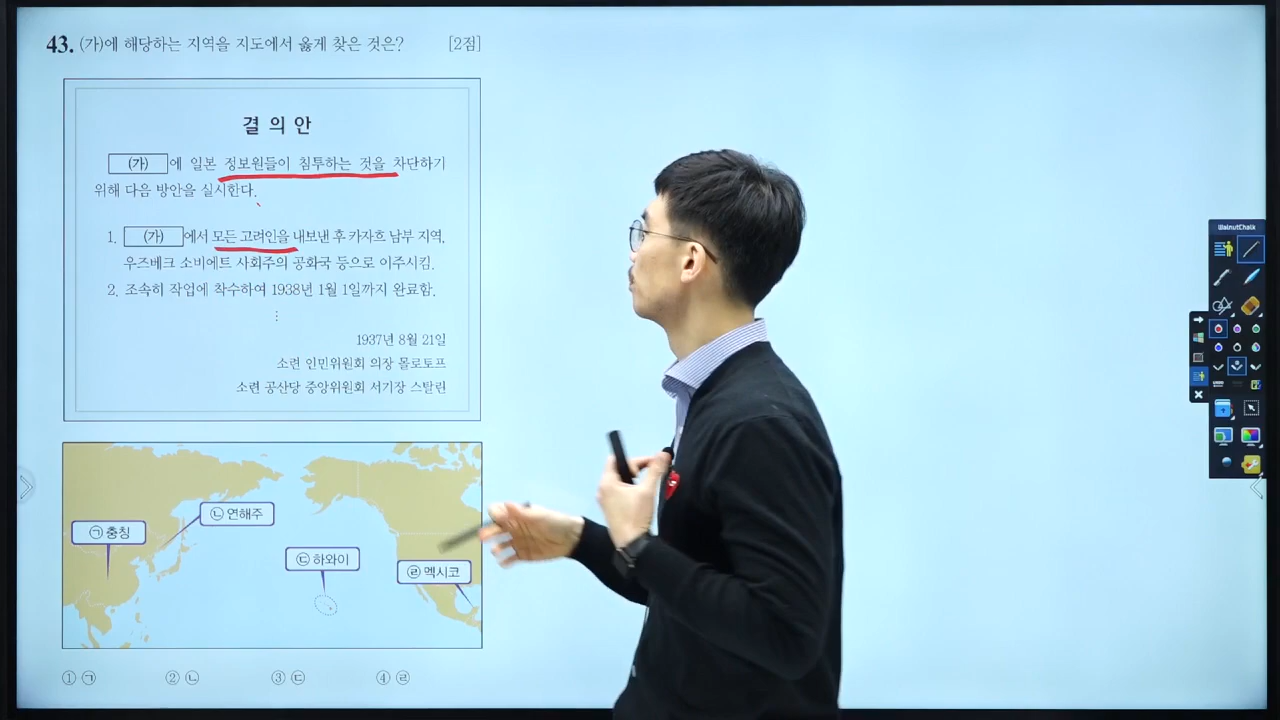 43. (가)에 해당하는 지역을 지도에서 옳게 찾은 것은? [2점]
결 의 안
(가) 에 일본 정보원들이 침투하는 것을 차단하기
위해 다음 방안을 실시한다.
1. (가) 에서 모든 고려인을 내보낸 후 카자흐 남부 지역,
우즈베크 소비에트 사회주의 공화국 등으로 이주시킴.
2. 조속히 작업에 착수하여 1938년 1월 1일까지 완료함.
⋮
1937년 8월 21일
소련 인민위원회 의장 몰로토프
소련 공산당 중앙위원회 서기장 스탈린
㉠ 충칭
㉡ 연해주
㉢ 하와이
㉣ 멕시코
① ㉠ ② ㉡ ③ ㉢ ④ ㉣
WalnutChalk